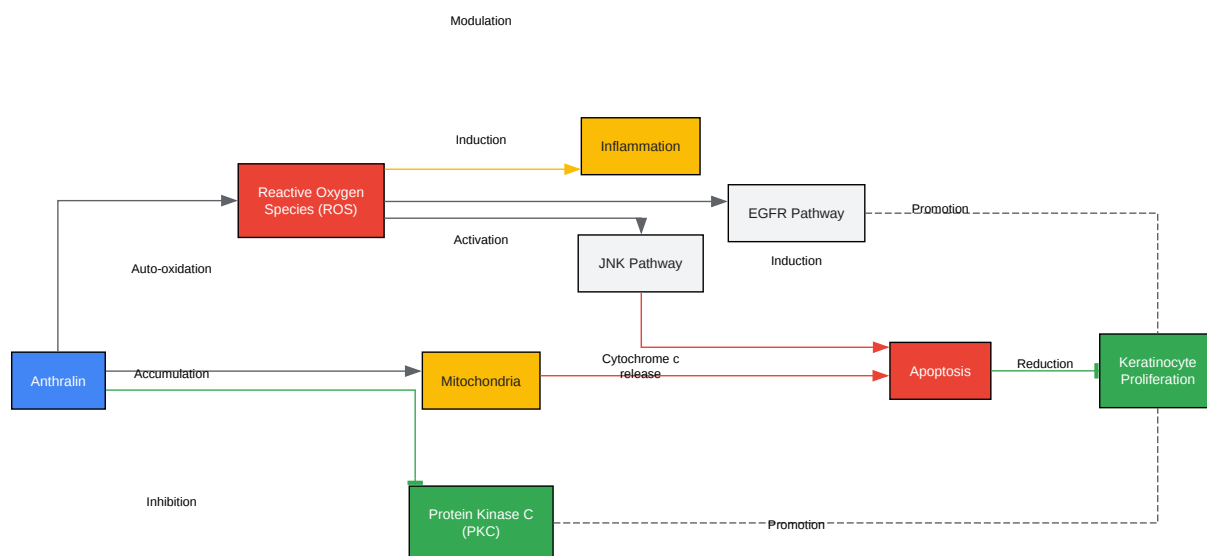 Modulation
Induction
Inflammation
Reactive Oxygen
Species (ROS)
EGFR Pathway
Promotion
Activation
JNK Pathway
Induction
Auto-oxidation
Anthralin
Accumulation
Mitochondria
Cytochrome c
release
Apoptosis
Reduction
Keratinocyte
Proliferation
Inhibition
Protein Kinase C
(PKC)
Promotion